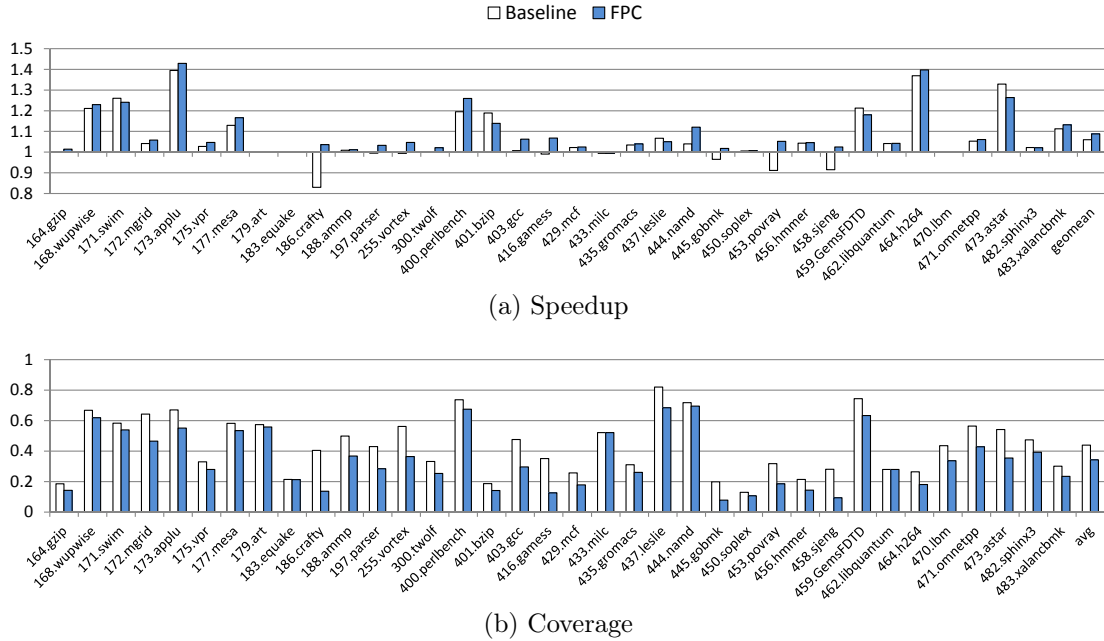 Baseline FPC
1.5
1.4
1.3
1.2
1.1
1
0.9
0.8
164.gzip
168.wupwise
171.swim
172.mgrid
173.applu
175.vpr
177.mesa
179.art
183.equake
186.crafty
188.ammp
197.parser
255.vortex
300.twolf
400.perlbench
401.bzip
403.gcc
416.gamess
429.mcf
433.milc
435.gromacs
437.leslie
444.namd
445.gobmk
450.soplex
453.povray
456.hmmer
458.sjeng
459.GemsFDTD
462.libquantum
464.h264
470.lbm
471.omnetpp
473.astar
482.sphinx3
483.xalancbmk
geomean
(a) Speedup
1
0.8
0.6
0.4
0.2
0
164.gzip
168.wupwise
171.swim
172.mgrid
173.applu
175.vpr
177.mesa
179.art
183.equake
186.crafty
188.ammp
197.parser
255.vortex
300.twolf
400.perlbench
401.bzip
403.gcc
416.gamess
429.mcf
433.milc
435.gromacs
437.leslie
444.namd
445.gobmk
450.soplex
453.povray
456.hmmer
458.sjeng
459.GemsFDTD
462.libquantum
464.h264
470.lbm
471.omnetpp
473.astar
482.sphinx3
483.xalancbmk
avg
(b) Coverage